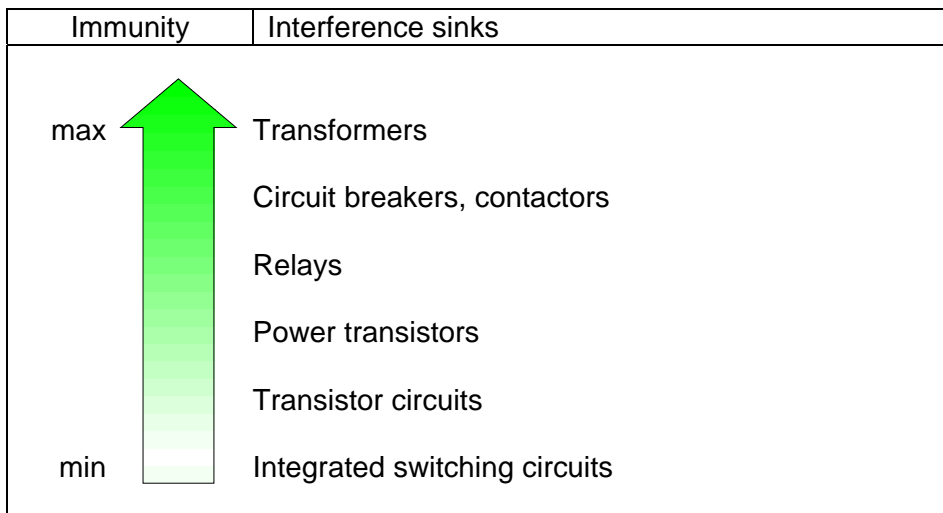 Immunity Interference sinks
max Transformers
Circuit breakers, contactors
Relays
Power transistors
Transistor circuits
min Integrated switching circuits